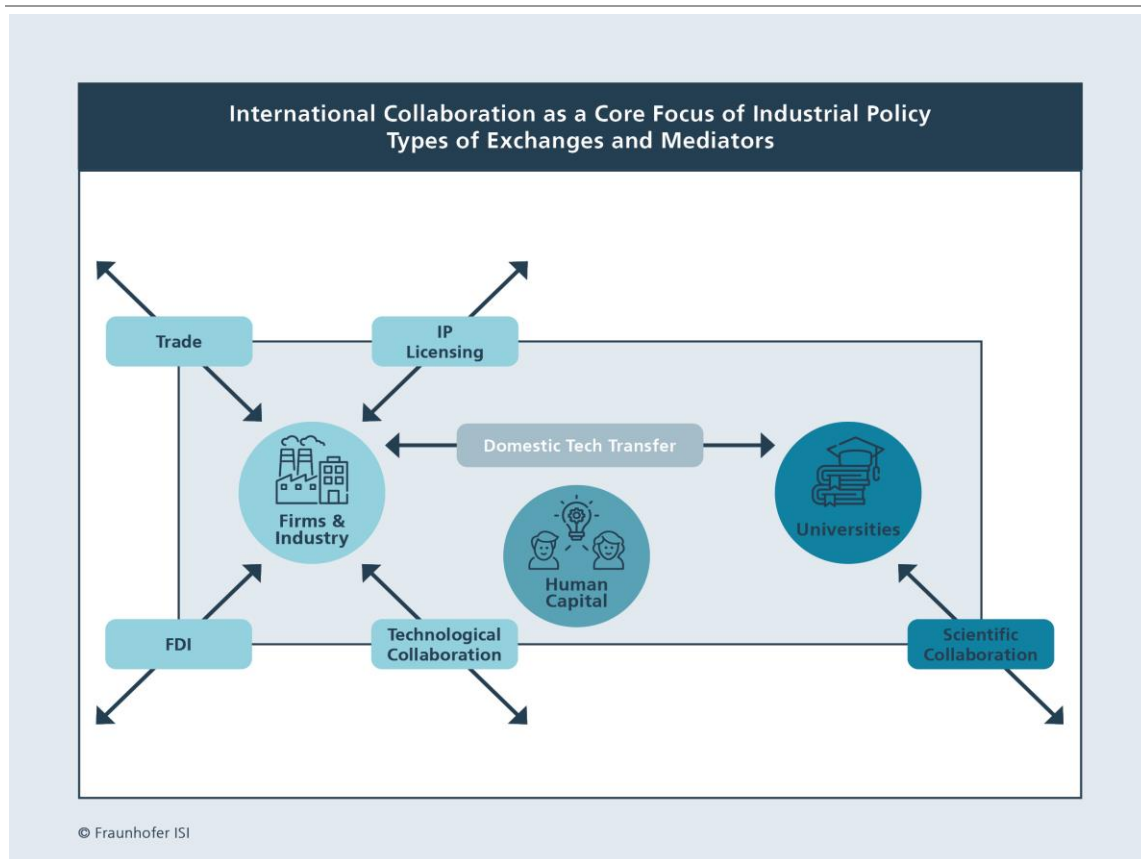 International Collaboration as a Core Focus of Industrial Policy
Types of Exchanges and Mediators
Trade
IP
Licensing
Domestic Tech Transfer
Firms &
Industry
Universities
Human
Capital
FDI
Technological
Collaboration
Scientific
Collaboration
© Fraunhofer ISI